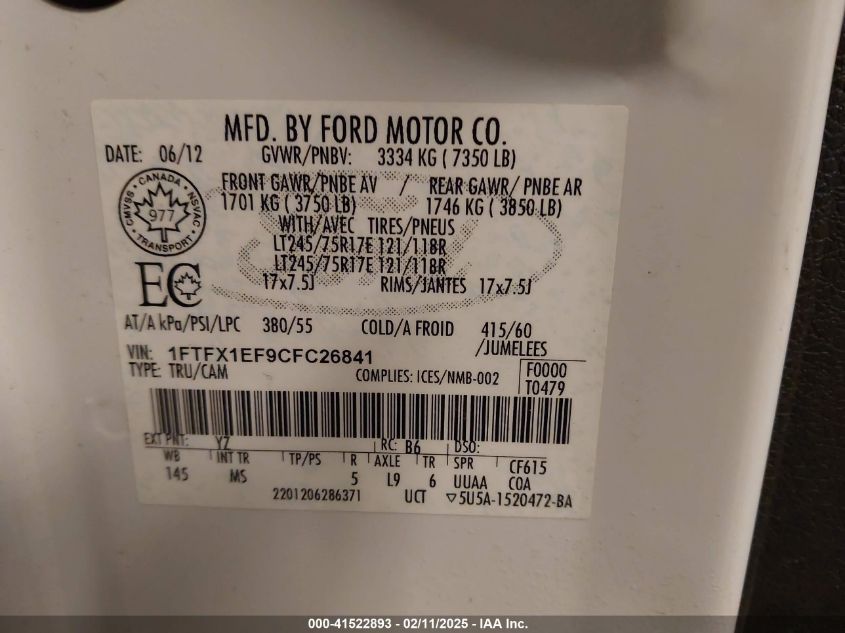 MFD. BY FORD MOTOR CO.
DATE: 06/12 GVWR/PNBV: 3334 KG ( 7350 LB)
FRONT GAWR/PNBE AV / REAR GAWR/ PNBE AR
1701 KG ( 3750 LB) 1746 KG ( 3850 LB)
WITH/AVEC TIRES/PNEUS
LT245/75R17E 121/118R
LT245/75R17E 121/118R
17x7.5J RIMS/JANTES 17x7.5J
CANADA
CMVSS 977 NSVAC
TRANSPORT
EC
AT/A kPa/PSI/LPC 380/55 COLD/A FROID 415/60
/JUMELEES
VIN: 1FTFX1EF9CFC26841
TYPE: TRU/CAM COMPLIES: ICES/NMB-002
F0000
T0479
EXT PNT: YZ RC: B6 DSO:
WB INT TR TP/PS R AXLE TR SPR CF615
145 MS 5 L9 6 UUAA COA
2201206286371 UCT ▽5U5A-1520472-BA
000-41522893 - 02/11/2025 - IAA Inc.